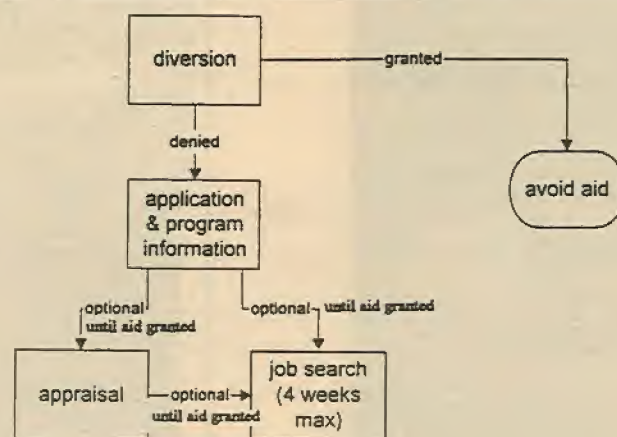 diversion
granted
denied
avoid aid
application
& program
information
optional
until aid granted
optional
until aid granted
appraisal
optional
until aid granted
job search
(4 weeks
max)